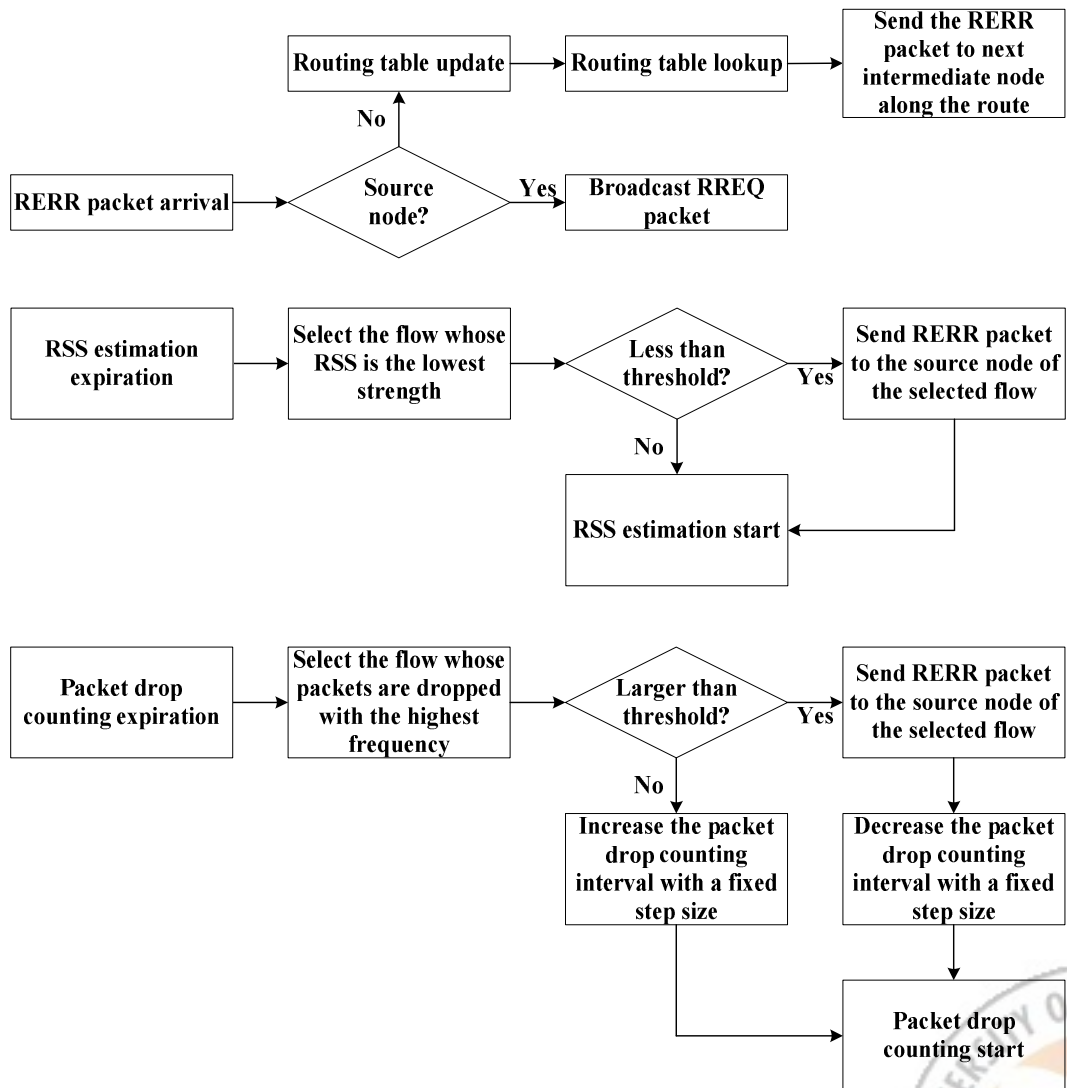 Send the RERR
packet to next
intermediate node
along the route
Routing table update
Routing table lookup
No
RERR packet arrival
Source
node?
Yes
Broadcast RREQ
packet
RSS estimation
expiration
Select the flow whose
RSS is the lowest
strength
Less than
threshold?
Yes
Send RERR packet
to the source node of
the selected flow
No
RSS estimation start
Packet drop
counting expiration
Select the flow whose
packets are dropped
with the highest
frequency
Larger than
threshold?
Yes
Send RERR packet
to the source node of
the selected flow
No
Increase the packet
drop counting
interval with a fixed
step size
Decrease the packet
drop counting
interval with a fixed
step size
Packet drop
counting start